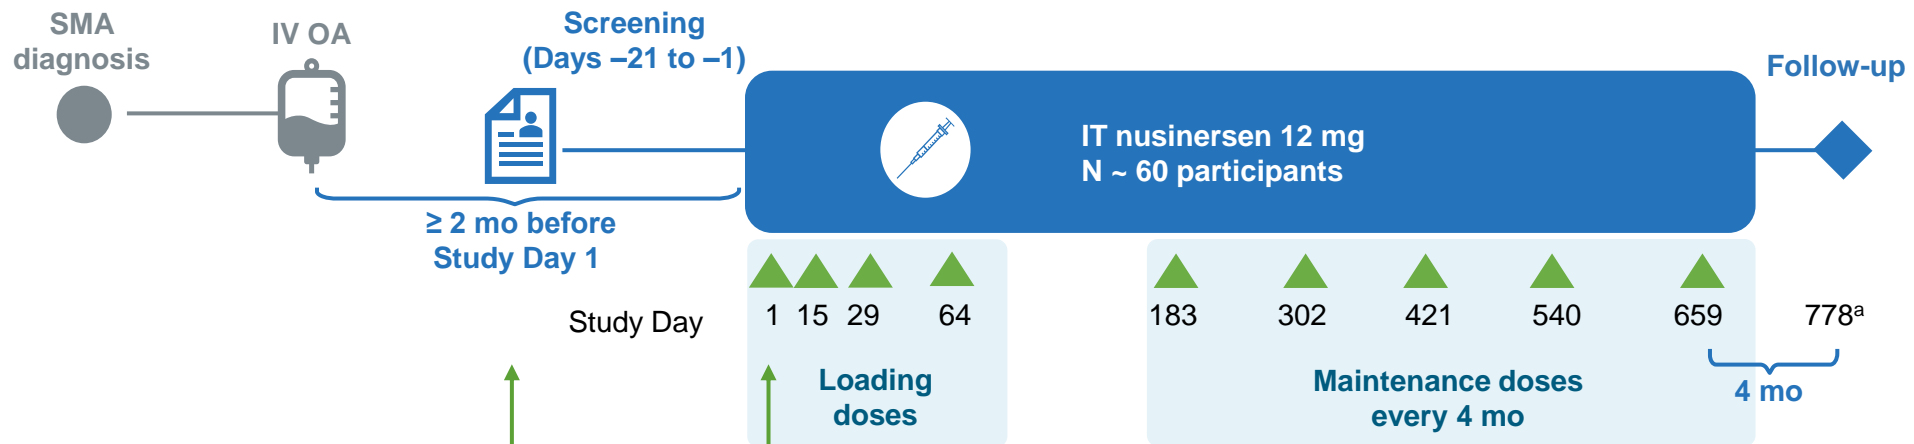 SMA
diagnosis
IV OA
Screening
(Days –21 to –1)
Follow-up
IT nusinersen 12 mg
N ~ 60 participants
≥ 2 mo before
Study Day 1
Study Day
1 15 29 64 183 302 421 540 659 778ᵃ
Loading
doses
Maintenance doses
every 4 mo
4 mo